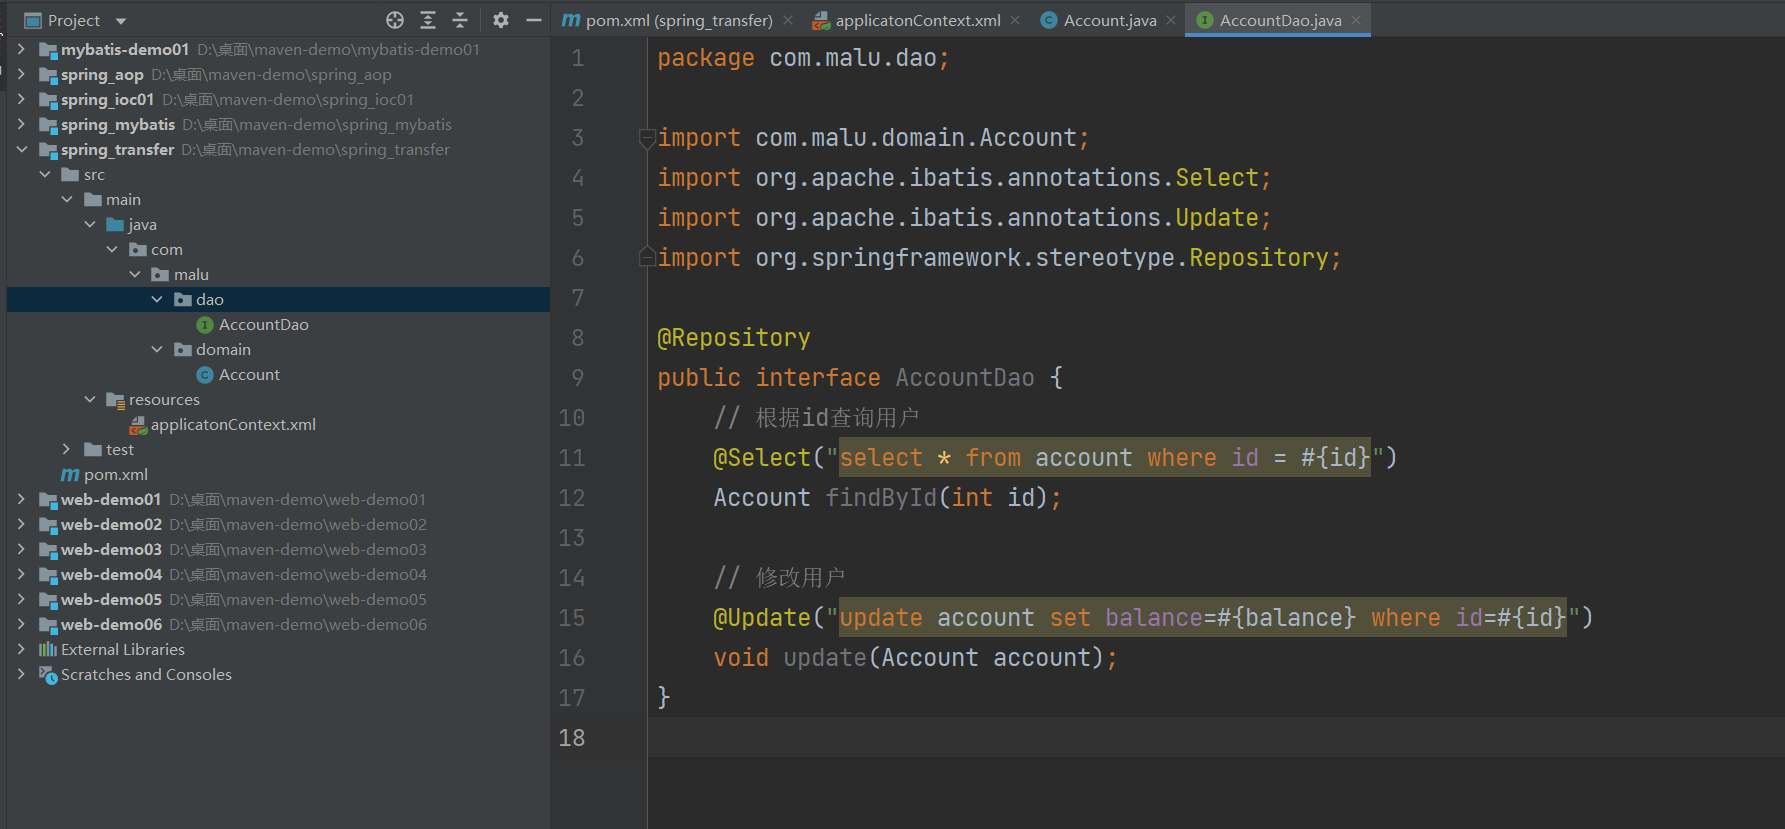 Project
mybatis-demo01 D:\桌面\maven-demo\mybatis-demo01
spring_aop D:\桌面\maven-demo\spring_aop
spring_ioc01 D:\桌面\maven-demo\spring_ioc01
spring_mybatis D:\桌面\maven-demo\spring_mybatis
spring_transfer D:\桌面\maven-demo\spring_transfer
src
main
java
com
malu
dao
AccountDao
domain
Account
resources
applicatonContext.xml
test
pom.xml
web-demo01 D:\桌面\maven-demo\web-demo01
web-demo02 D:\桌面\maven-demo\web-demo02
web-demo03 D:\桌面\maven-demo\web-demo03
web-demo04 D:\桌面\maven-demo\web-demo04
web-demo05 D:\桌面\maven-demo\web-demo05
web-demo06 D:\桌面\maven-demo\web-demo06
External Libraries
Scratches and Consoles
pom.xml (spring_transfer) applicatonContext.xml Account.java AccountDao.java
1 package com.malu.dao;
2
3 import com.malu.domain.Account;
4 import org.apache.ibatis.annotations.Select;
5 import org.apache.ibatis.annotations.Update;
6 import org.springframework.stereotype.Repository;
7
8 @Repository
9 public interface AccountDao {
10 // 根据id查询用户
11 @Select("select * from account where id = #{id}")
12 Account findById(int id);
13
14 // 修改用户
15 @Update("update account set balance=#{balance} where id=#{id}")
16 void update(Account account);
17 }
18